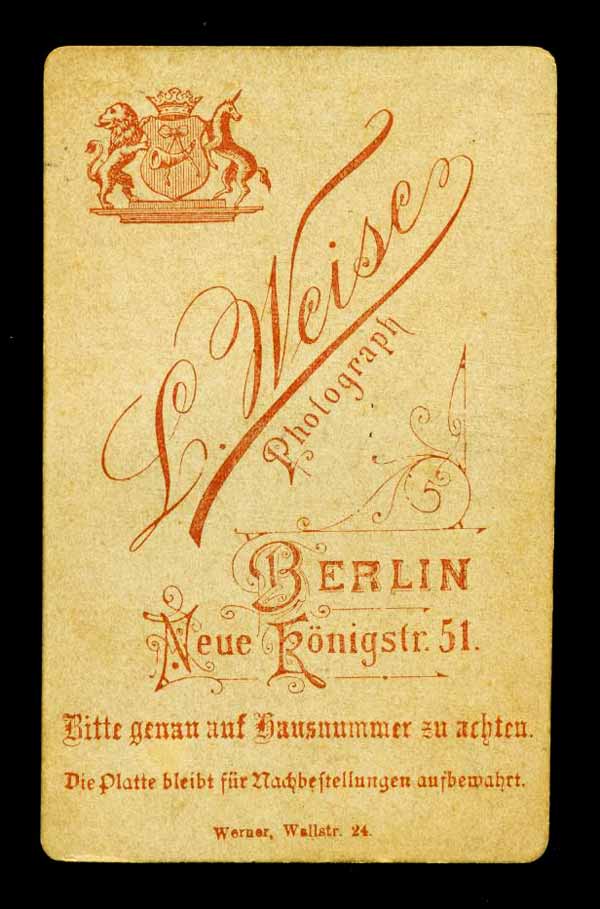 L. Weise
Photograph
BERLIN
Neue Königstr. 51.
Bitte genau auf Hausnummer zu achten.
Die Platte bleibt für Nachbestellungen aufbewahrt.
Werner, Wallstr. 24.